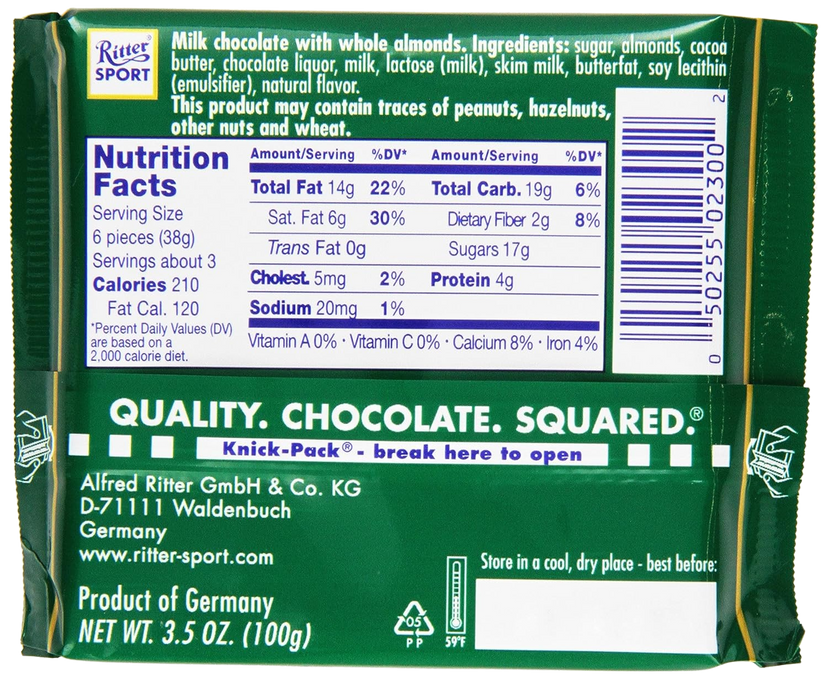 Ritter
SPORT
Milk chocolate with whole almonds. Ingredients: sugar, almonds, cocoa
butter, chocolate liquor, milk, lactose (milk), skim milk, butterfat, soy lecithin
(emulsifier), natural flavor.
This product may contain traces of peanuts, hazelnuts,
other nuts and wheat.
Nutrition
Facts
Serving Size
6 pieces (38g)
Servings about 3
Calories 210
Fat Cal. 120
*Percent Daily Values (DV)
are based on a
2,000 calorie diet.
Amount/Serving %DV* Amount/Serving %DV*
Total Fat 14g 22% Total Carb. 19g 6%
Sat. Fat 6g 30% Dietary Fiber 2g 8%
Trans Fat 0g Sugars 17g
Cholest. 5mg 2% Protein 4g
Sodium 20mg 1%
Vitamin A 0% · Vitamin C 0% · Calcium 8% · Iron 4%
0 50255 02300 2
QUALITY. CHOCOLATE. SQUARED.®
Knick-Pack® - break here to open
Alfred Ritter GmbH & Co. KG
D-71111 Waldenbuch
Germany
www.ritter-sport.com
Product of Germany
NET WT. 3.5 OZ. (100g)
05
PP
59°F
Store in a cool, dry place - best before: